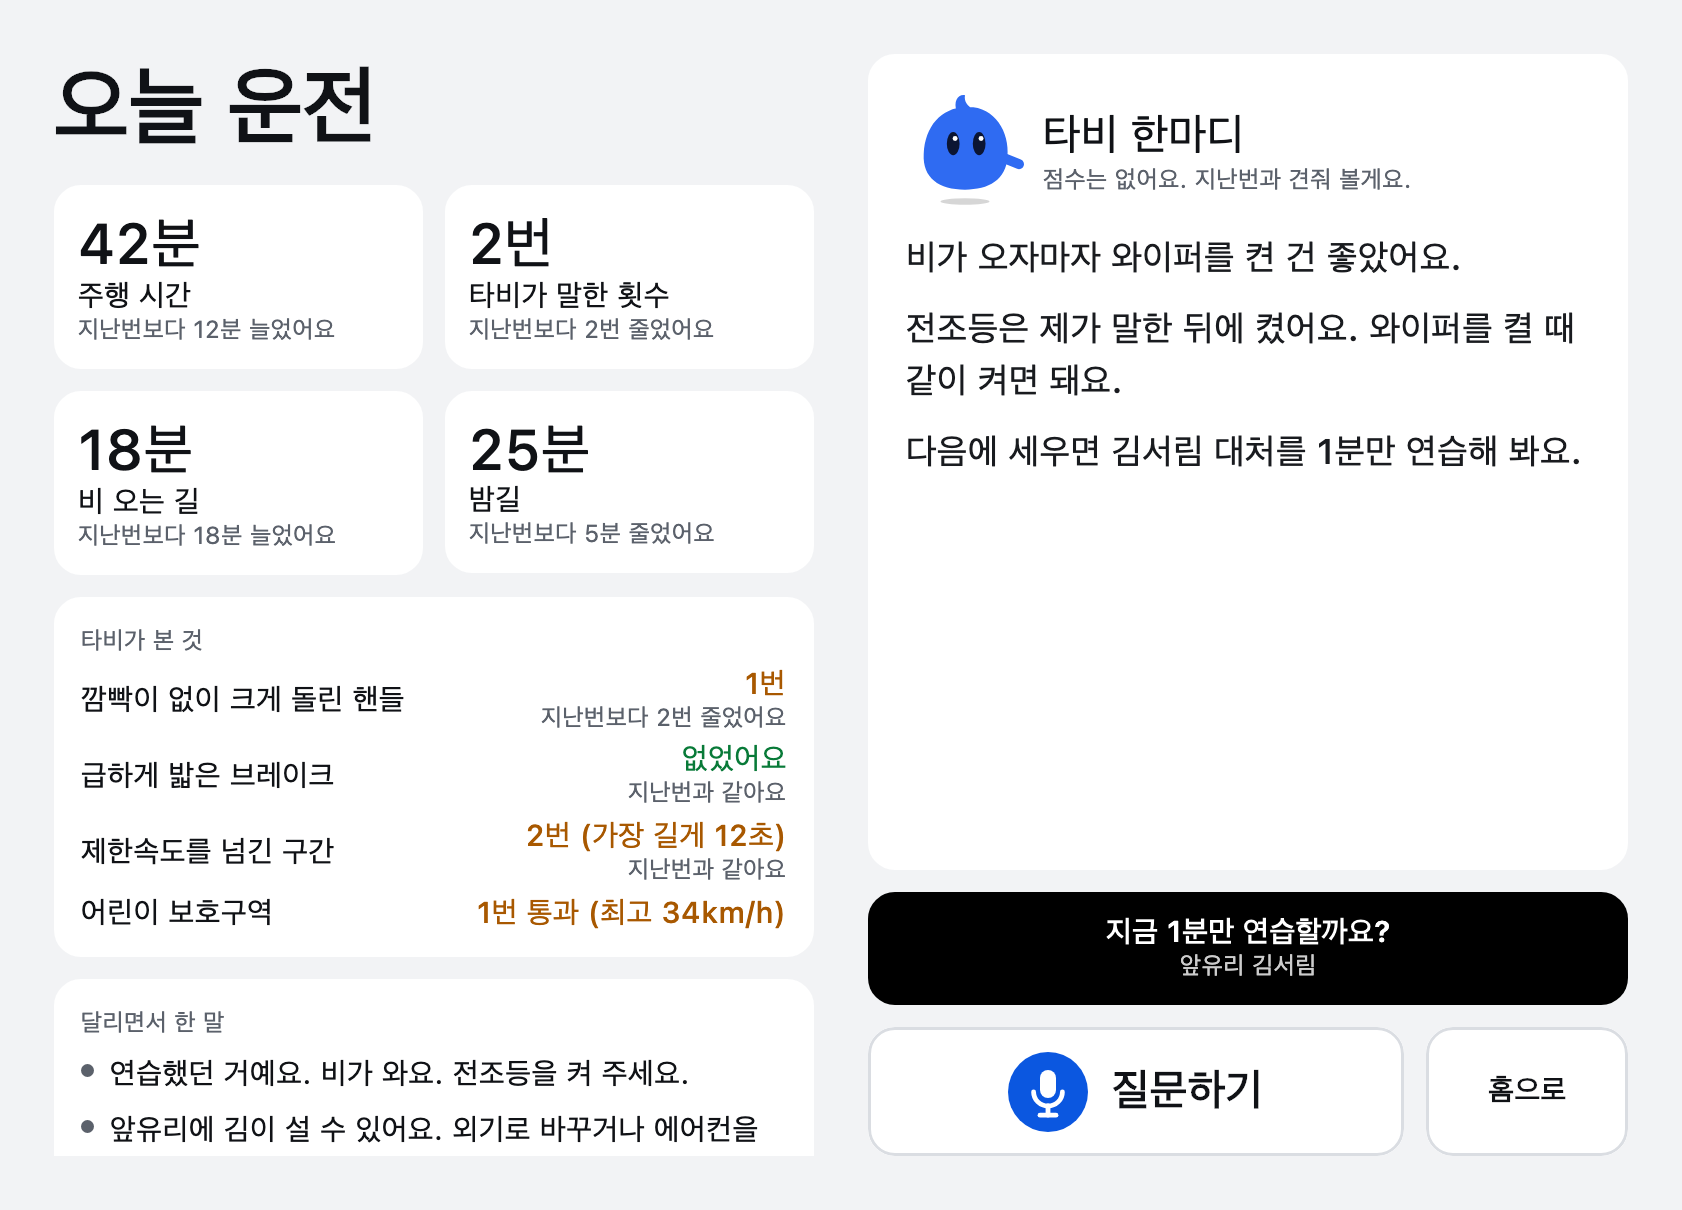 오늘 운전
42분
주행 시간
지난번보다 12분 늘었어요
2번
타비가 말한 횟수
지난번보다 2번 줄었어요
18분
비 오는 길
지난번보다 18분 늘었어요
25분
밤길
지난번보다 5분 줄었어요
타비가 본 것
깜빡이 없이 크게 돌린 핸들
1번
지난번보다 2번 줄었어요
급하게 밟은 브레이크
없었어요
지난번과 같아요
제한속도를 넘긴 구간
2번 (가장 길게 12초)
지난번과 같아요
어린이 보호구역
1번 통과 (최고 34km/h)
달리면서 한 말
연습했던 거예요. 비가 와요. 전조등을 켜 주세요.
앞유리에 김이 설 수 있어요. 외기로 바꾸거나 에어컨을
타비 한마디
점수는 없어요. 지난번과 견줘 볼게요.
비가 오자마자 와이퍼를 켠 건 좋았어요.
전조등은 제가 말한 뒤에 켰어요. 와이퍼를 켤 때
같이 켜면 돼요.
다음에 세우면 김서림 대처를 1분만 연습해 봐요.
지금 1분만 연습할까요?
앞유리 김서림
질문하기
홈으로